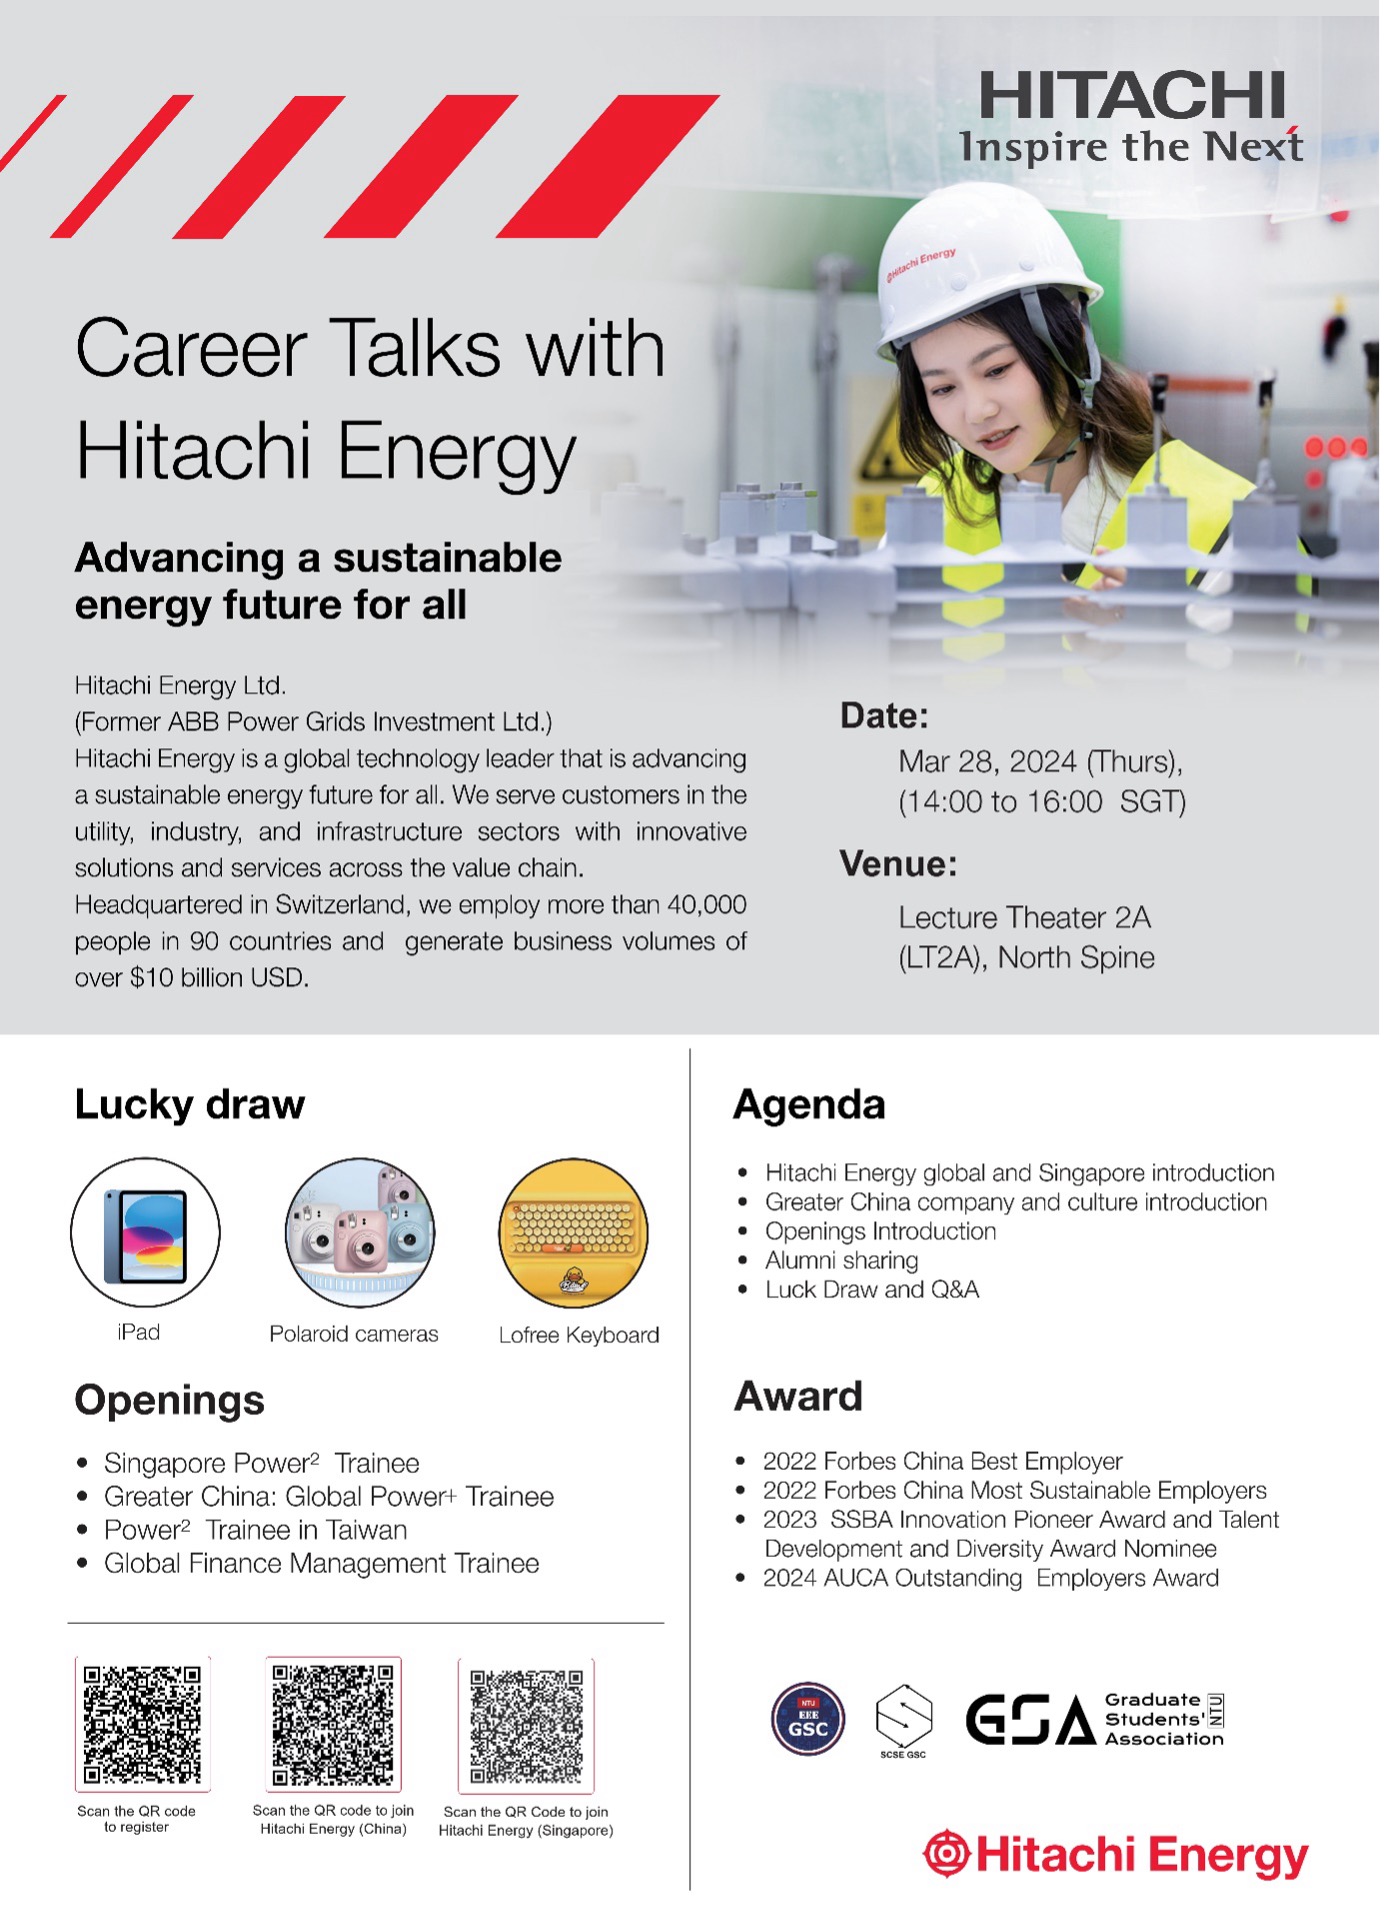 HITACHI
Inspire the Next
Hitachi Energy
Career Talks with
Hitachi Energy
Advancing a sustainable
energy future for all
Hitachi Energy Ltd.
(Former ABB Power Grids Investment Ltd.)
Hitachi Energy is a global technology leader that is advancing
a sustainable energy future for all. We serve customers in the
utility, industry, and infrastructure sectors with innovative
solutions and services across the value chain.
Headquartered in Switzerland, we employ more than 40,000
people in 90 countries and generate business volumes of
over $10 billion USD.
Date:
Mar 28, 2024 (Thurs),
(14:00 to 16:00 SGT)
Venue:
Lecture Theater 2A
(LT2A), North Spine
Lucky draw
iPad
Polaroid cameras
Lofree Keyboard
Openings
• Singapore Power² Trainee
• Greater China: Global Power+ Trainee
• Power² Trainee in Taiwan
• Global Finance Management Trainee
Scan the QR code
to register
Scan the QR code to join
Hitachi Energy (China)
Scan the QR Code to join
Hitachi Energy (Singapore)
Agenda
• Hitachi Energy global and Singapore introduction
• Greater China company and culture introduction
• Openings Introduction
• Alumni sharing
• Luck Draw and Q&A
Award
• 2022 Forbes China Best Employer
• 2022 Forbes China Most Sustainable Employers
• 2023 SSBA Innovation Pioneer Award and Talent
Development and Diversity Award Nominee
• 2024 AUCA Outstanding Employers Award
NTU
EEE
GSC
SCSE GSC
GSA
Graduate
Students'
Association
NTU
Hitachi Energy